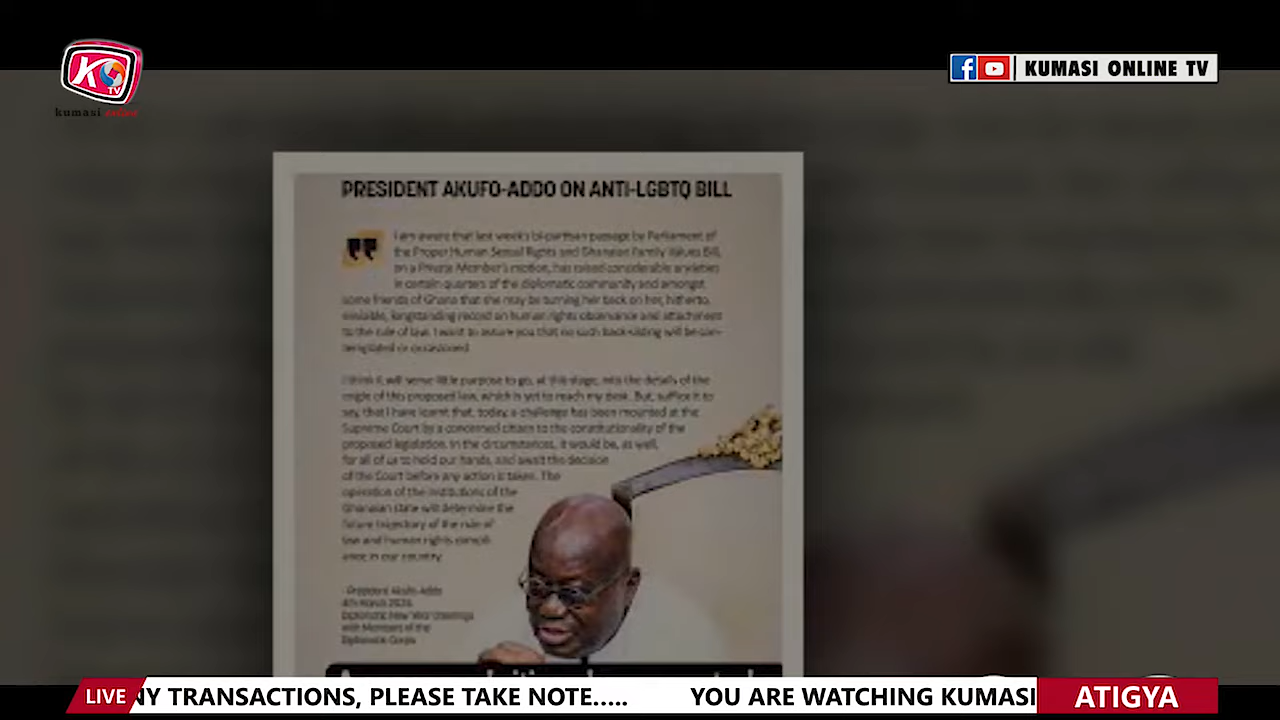 K
TV
kumasi online
KUMASI ONLINE TV
PRESIDENT AKUFO-ADDO ON ANTI-LGBTQ BILL
I am aware that last week's bi-partisan passage by Parliament of
the Proper Human Sexual Rights and Ghanaian Family Values Bill,
on a Private Member's motion, has raised considerable anxieties
in certain quarters of the diplomatic community and amongst
some friends of Ghana that she may be turning her back on her, hitherto,
enviable, longstanding record on human rights observance and attachment
to the rule of law. I want to assure you that no such back-sliding will be con-
templated or occasioned.
I think it will serve little purpose to go, at this stage, into the details of the
origin of this proposed law, which is yet to reach my desk. But, suffice it to
say, that I have learnt that, today, a challenge has been mounted at the
Supreme Court by a concerned citizen to the constitutionality of the
proposed legislation. In the circumstances, it would be, as well,
for all of us to hold our hands, and await the decision
of the Court before any action is taken. The
operation of the institutions of the
Ghanaian state will determine the
future trajectory of the rule of
law and human rights compli-
ance in our country.
- President Akufo-Addo
4th March 2024
Diplomatic New Year Greetings
with Members of the
Diplomatic Corps
LIVE
NY TRANSACTIONS, PLEASE TAKE NOTE..... YOU ARE WATCHING KUMASI
ATIGYA